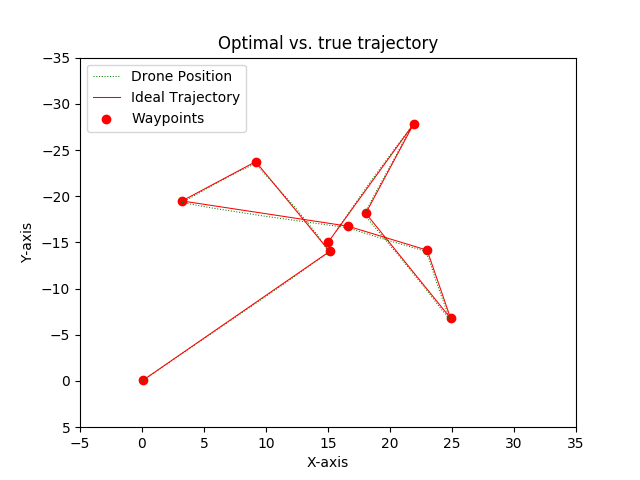 Optimal vs. true trajectory
Drone Position
Ideal Trajectory
Waypoints
Y-axis
−35
−30
−25
−20
−15
−10
−5
0
5
−5 0 5 10 15 20 25 30 35
X-axis